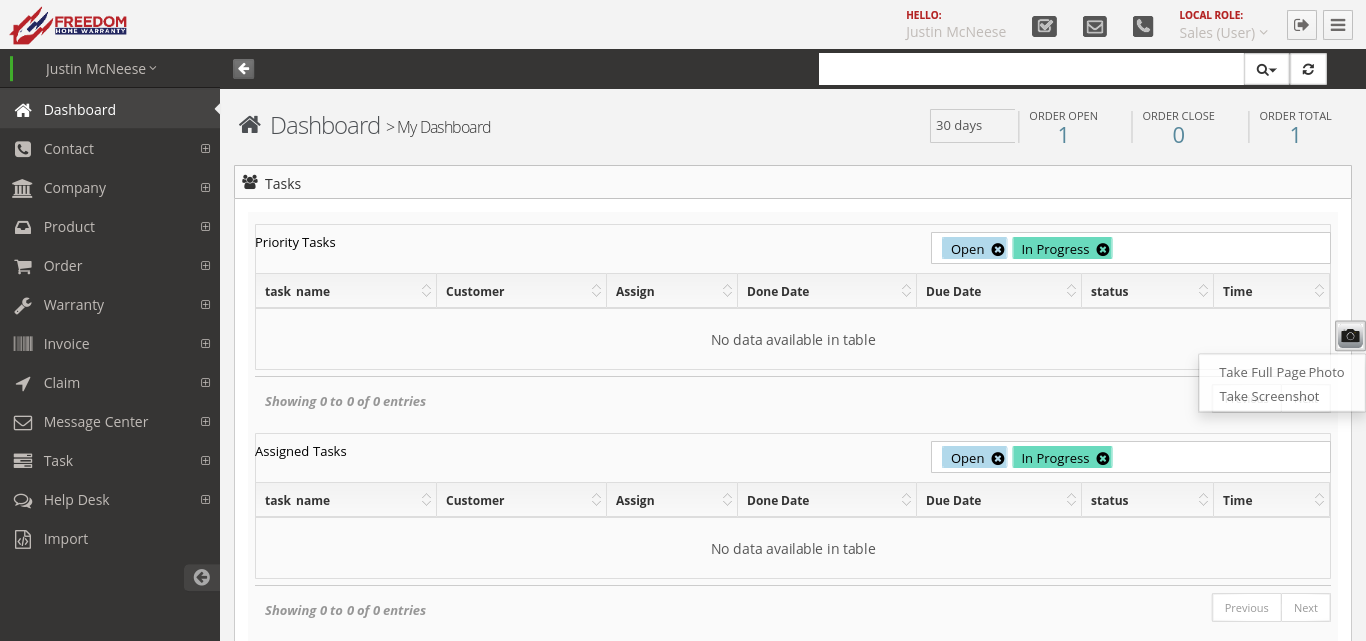 FREEDOM
HOME WARRANTY
HELLO:
Justin McNeese
LOCAL ROLE:
Sales (User)
Justin McNeese
Dashboard
Contact
Company
Product
Order
Warranty
Invoice
Claim
Message Center
Task
Help Desk
Import
Dashboard > My Dashboard
30 days
ORDER OPEN
1
ORDER CLOSE
0
ORDER TOTAL
1
Tasks
Priority Tasks
Open In Progress
task name Customer Assign Done Date Due Date status Time
No data available in table
Take Full Page Photo
Take Screenshot
Showing 0 to 0 of 0 entries
Assigned Tasks
Open In Progress
task name Customer Assign Done Date Due Date status Time
No data available in table
Showing 0 to 0 of 0 entries
Previous Next